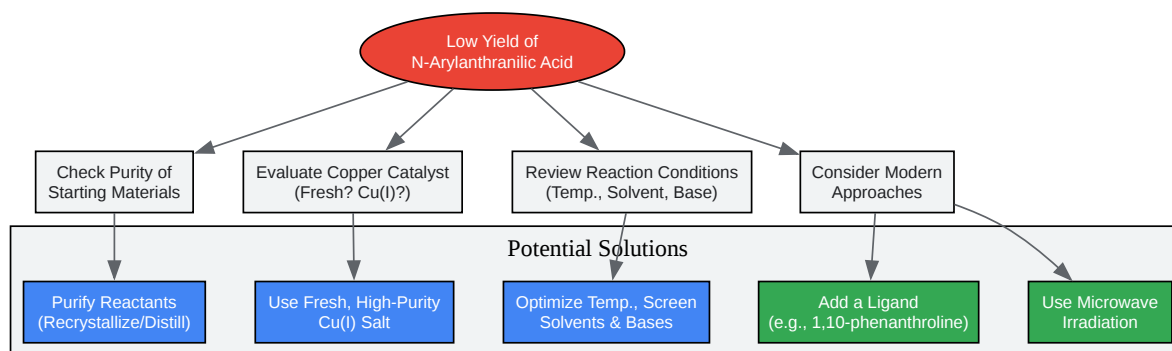 Low Yield of
N-Arylanthranilic Acid
Check Purity of
Starting Materials
Evaluate Copper Catalyst
(Fresh? Cu(I)?)
Review Reaction Conditions
(Temp., Solvent, Base)
Consider Modern
Approaches
Potential Solutions
Purify Reactants
(Recrystallize/Distill)
Use Fresh, High-Purity
Cu(I) Salt
Optimize Temp., Screen
Solvents & Bases
Add a Ligand
(e.g., 1,10-phenanthroline)
Use Microwave
Irradiation